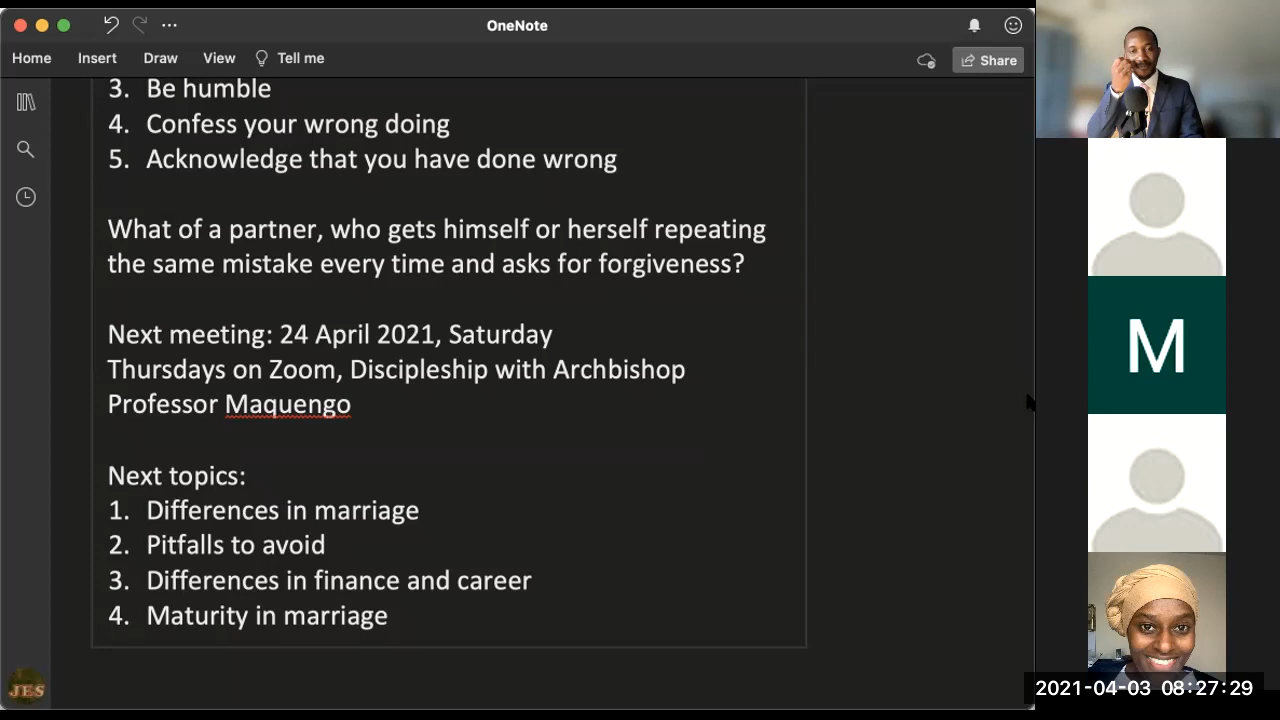 OneNote
Home Insert Draw View Tell me
Share
3. Be humble
4. Confess your wrong doing
5. Acknowledge that you have done wrong
What of a partner, who gets himself or herself repeating
the same mistake every time and asks for forgiveness?
Next meeting: 24 April 2021, Saturday
Thursdays on Zoom, Discipleship with Archbishop
Professor Maquengo
Next topics:
1. Differences in marriage
2. Pitfalls to avoid
3. Differences in finance and career
4. Maturity in marriage
JES
M
2021-04-03 08:27:29